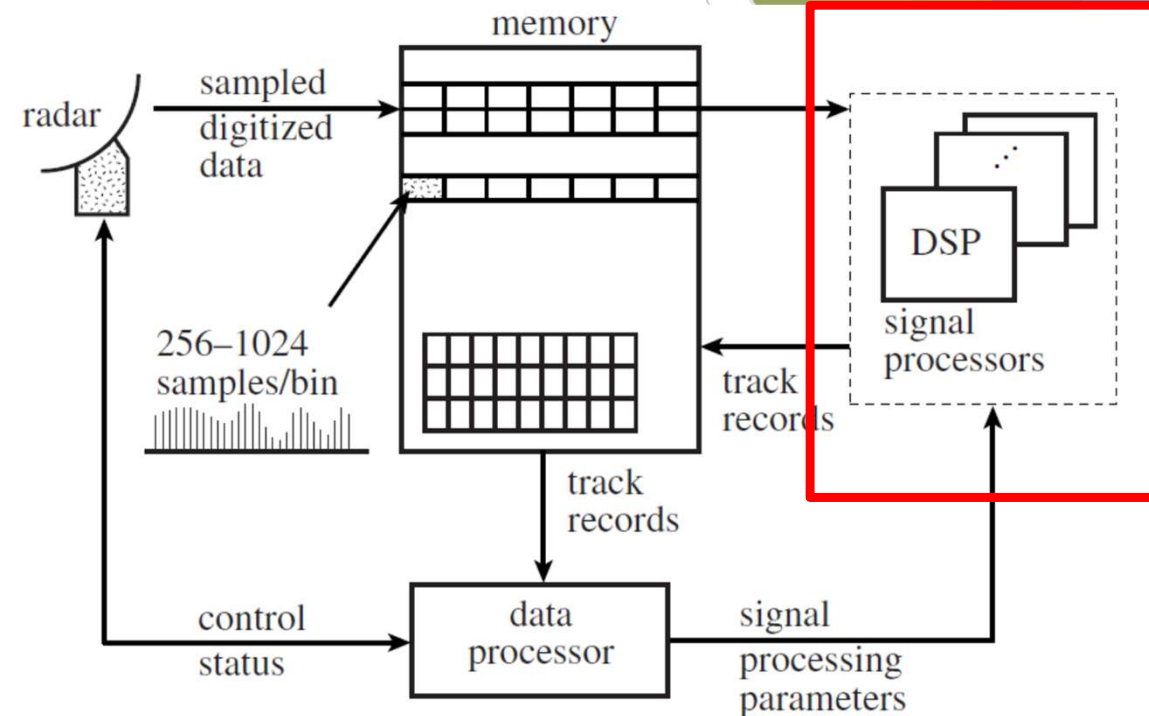 memory
radar
sampled
digitized
data
DSP
signal
processors
256–1024
samples/bin
track
records
track
records
control
status
data
processor
signal
processing
parameters